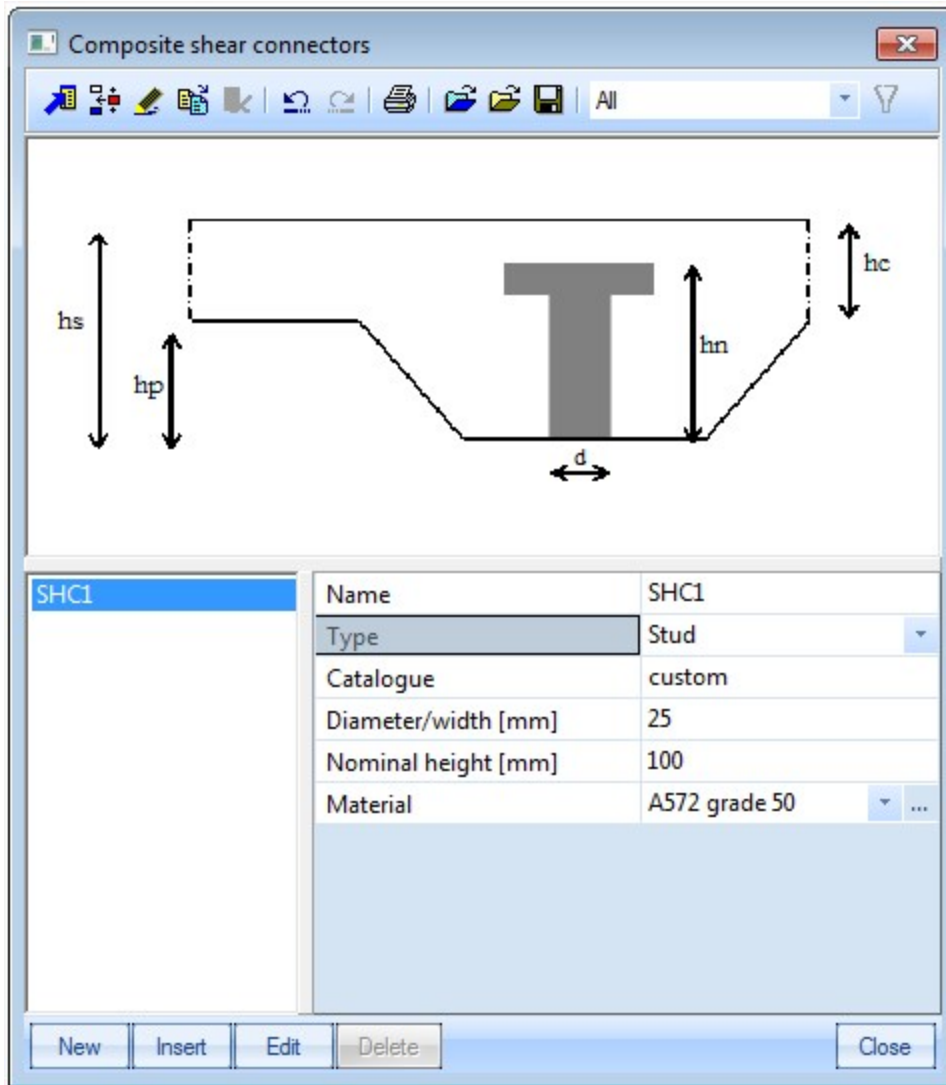 Composite shear connectors
All
hs
hp
hn
hc
d
SHC1
Name SHC1
Type Stud
Catalogue custom
Diameter/width [mm] 25
Nominal height [mm] 100
Material A572 grade 50 ...
New Insert Edit Delete Close